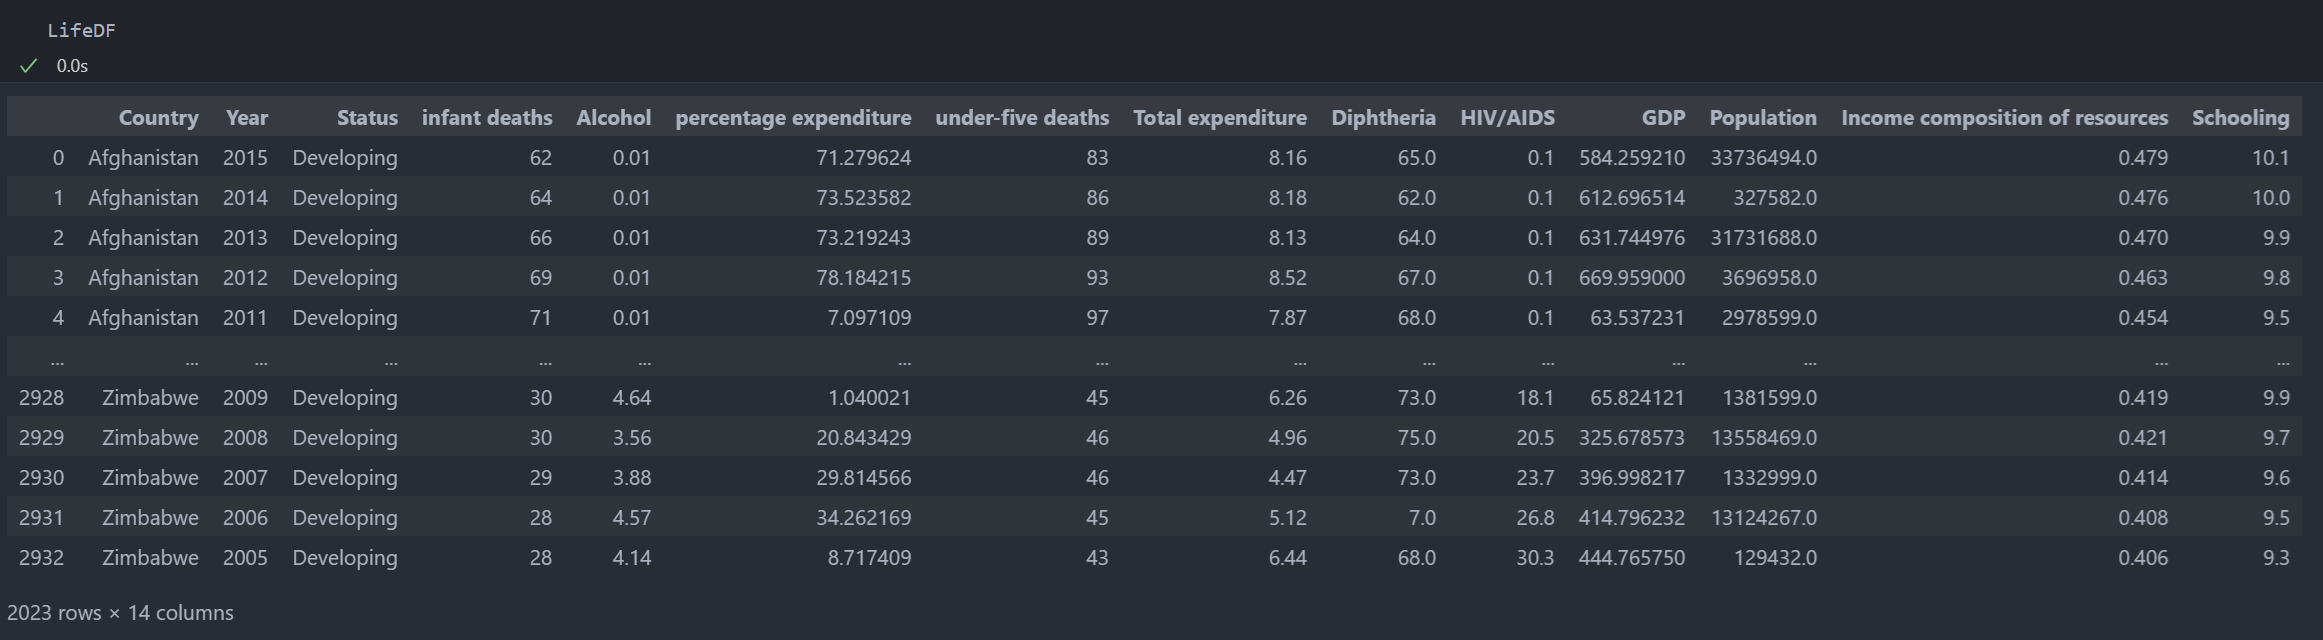 LifeDF
0.0s
Country Year Status infant deaths Alcohol percentage expenditure under-five deaths Total expenditure Diphtheria HIV/AIDS GDP Population Income composition of resources Schooling
0 Afghanistan 2015 Developing 62 0.01 71.279624 83 8.16 65.0 0.1 584.259210 33736494.0 0.479 10.1
1 Afghanistan 2014 Developing 64 0.01 73.523582 86 8.18 62.0 0.1 612.696514 327582.0 0.476 10.0
2 Afghanistan 2013 Developing 66 0.01 73.219243 89 8.13 64.0 0.1 631.744976 31731688.0 0.470 9.9
3 Afghanistan 2012 Developing 69 0.01 78.184215 93 8.52 67.0 0.1 669.959000 3696958.0 0.463 9.8
4 Afghanistan 2011 Developing 71 0.01 7.097109 97 7.87 68.0 0.1 63.537231 2978599.0 0.454 9.5
... ... ... ... ... ... ... ... ... ... ... ... ... ... ...
2928 Zimbabwe 2009 Developing 30 4.64 1.040021 45 6.26 73.0 18.1 65.824121 1381599.0 0.419 9.9
2929 Zimbabwe 2008 Developing 30 3.56 20.843429 46 4.96 75.0 20.5 325.678573 13558469.0 0.421 9.7
2930 Zimbabwe 2007 Developing 29 3.88 29.814566 46 4.47 73.0 23.7 396.998217 1332999.0 0.414 9.6
2931 Zimbabwe 2006 Developing 28 4.57 34.262169 45 5.12 7.0 26.8 414.796232 13124267.0 0.408 9.5
2932 Zimbabwe 2005 Developing 28 4.14 8.717409 43 6.44 68.0 30.3 444.765750 129432.0 0.406 9.3
2023 rows × 14 columns